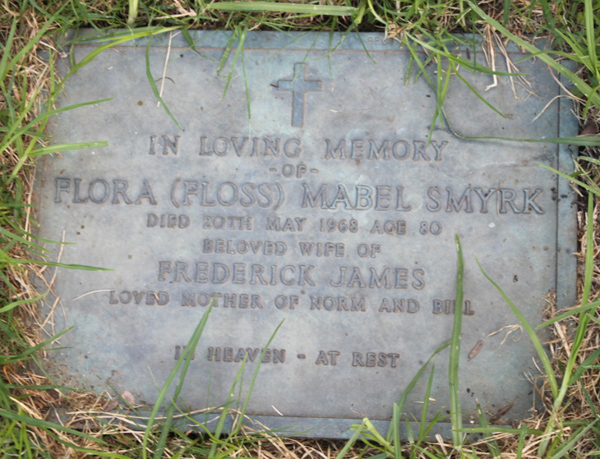 IN LOVING MEMORY
-OF-
FLORA (FLOSS) MABEL SMYRK
DIED 20TH MAY 1968 AGE 80
BELOVED WIFE OF
FREDERICK JAMES
LOVED MOTHER OF NORM AND BILL
IN HEAVEN - AT REST